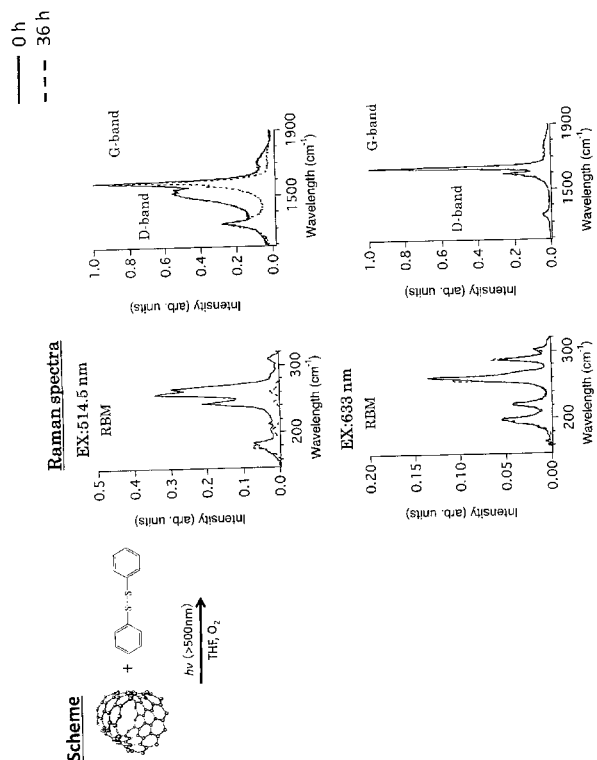 0 h
36 h
Scheme
+
S
S
hν (>500nm)
THF, O2
Raman spectra
EX:514.5 nm
RBM
Intensity (arb. units)
0.5
0.4
0.3
0.2
0.1
0.0
200
300
Wavelength (cm-1)
D-band
G-band
Intensity (arb. units)
1.0
0.8
0.6
0.4
0.2
0.0
1500
1900
Wavelength (cm-1)
EX:633 nm
RBM
Intensity (arb. units)
0.20
0.15
0.10
0.05
0.00
200
300
Wavelength (cm-1)
D-band
G-band
Intensity (arb. units)
1.0
0.8
0.6
0.4
0.2
0.0
1500
1900
Wavelength (cm-1)